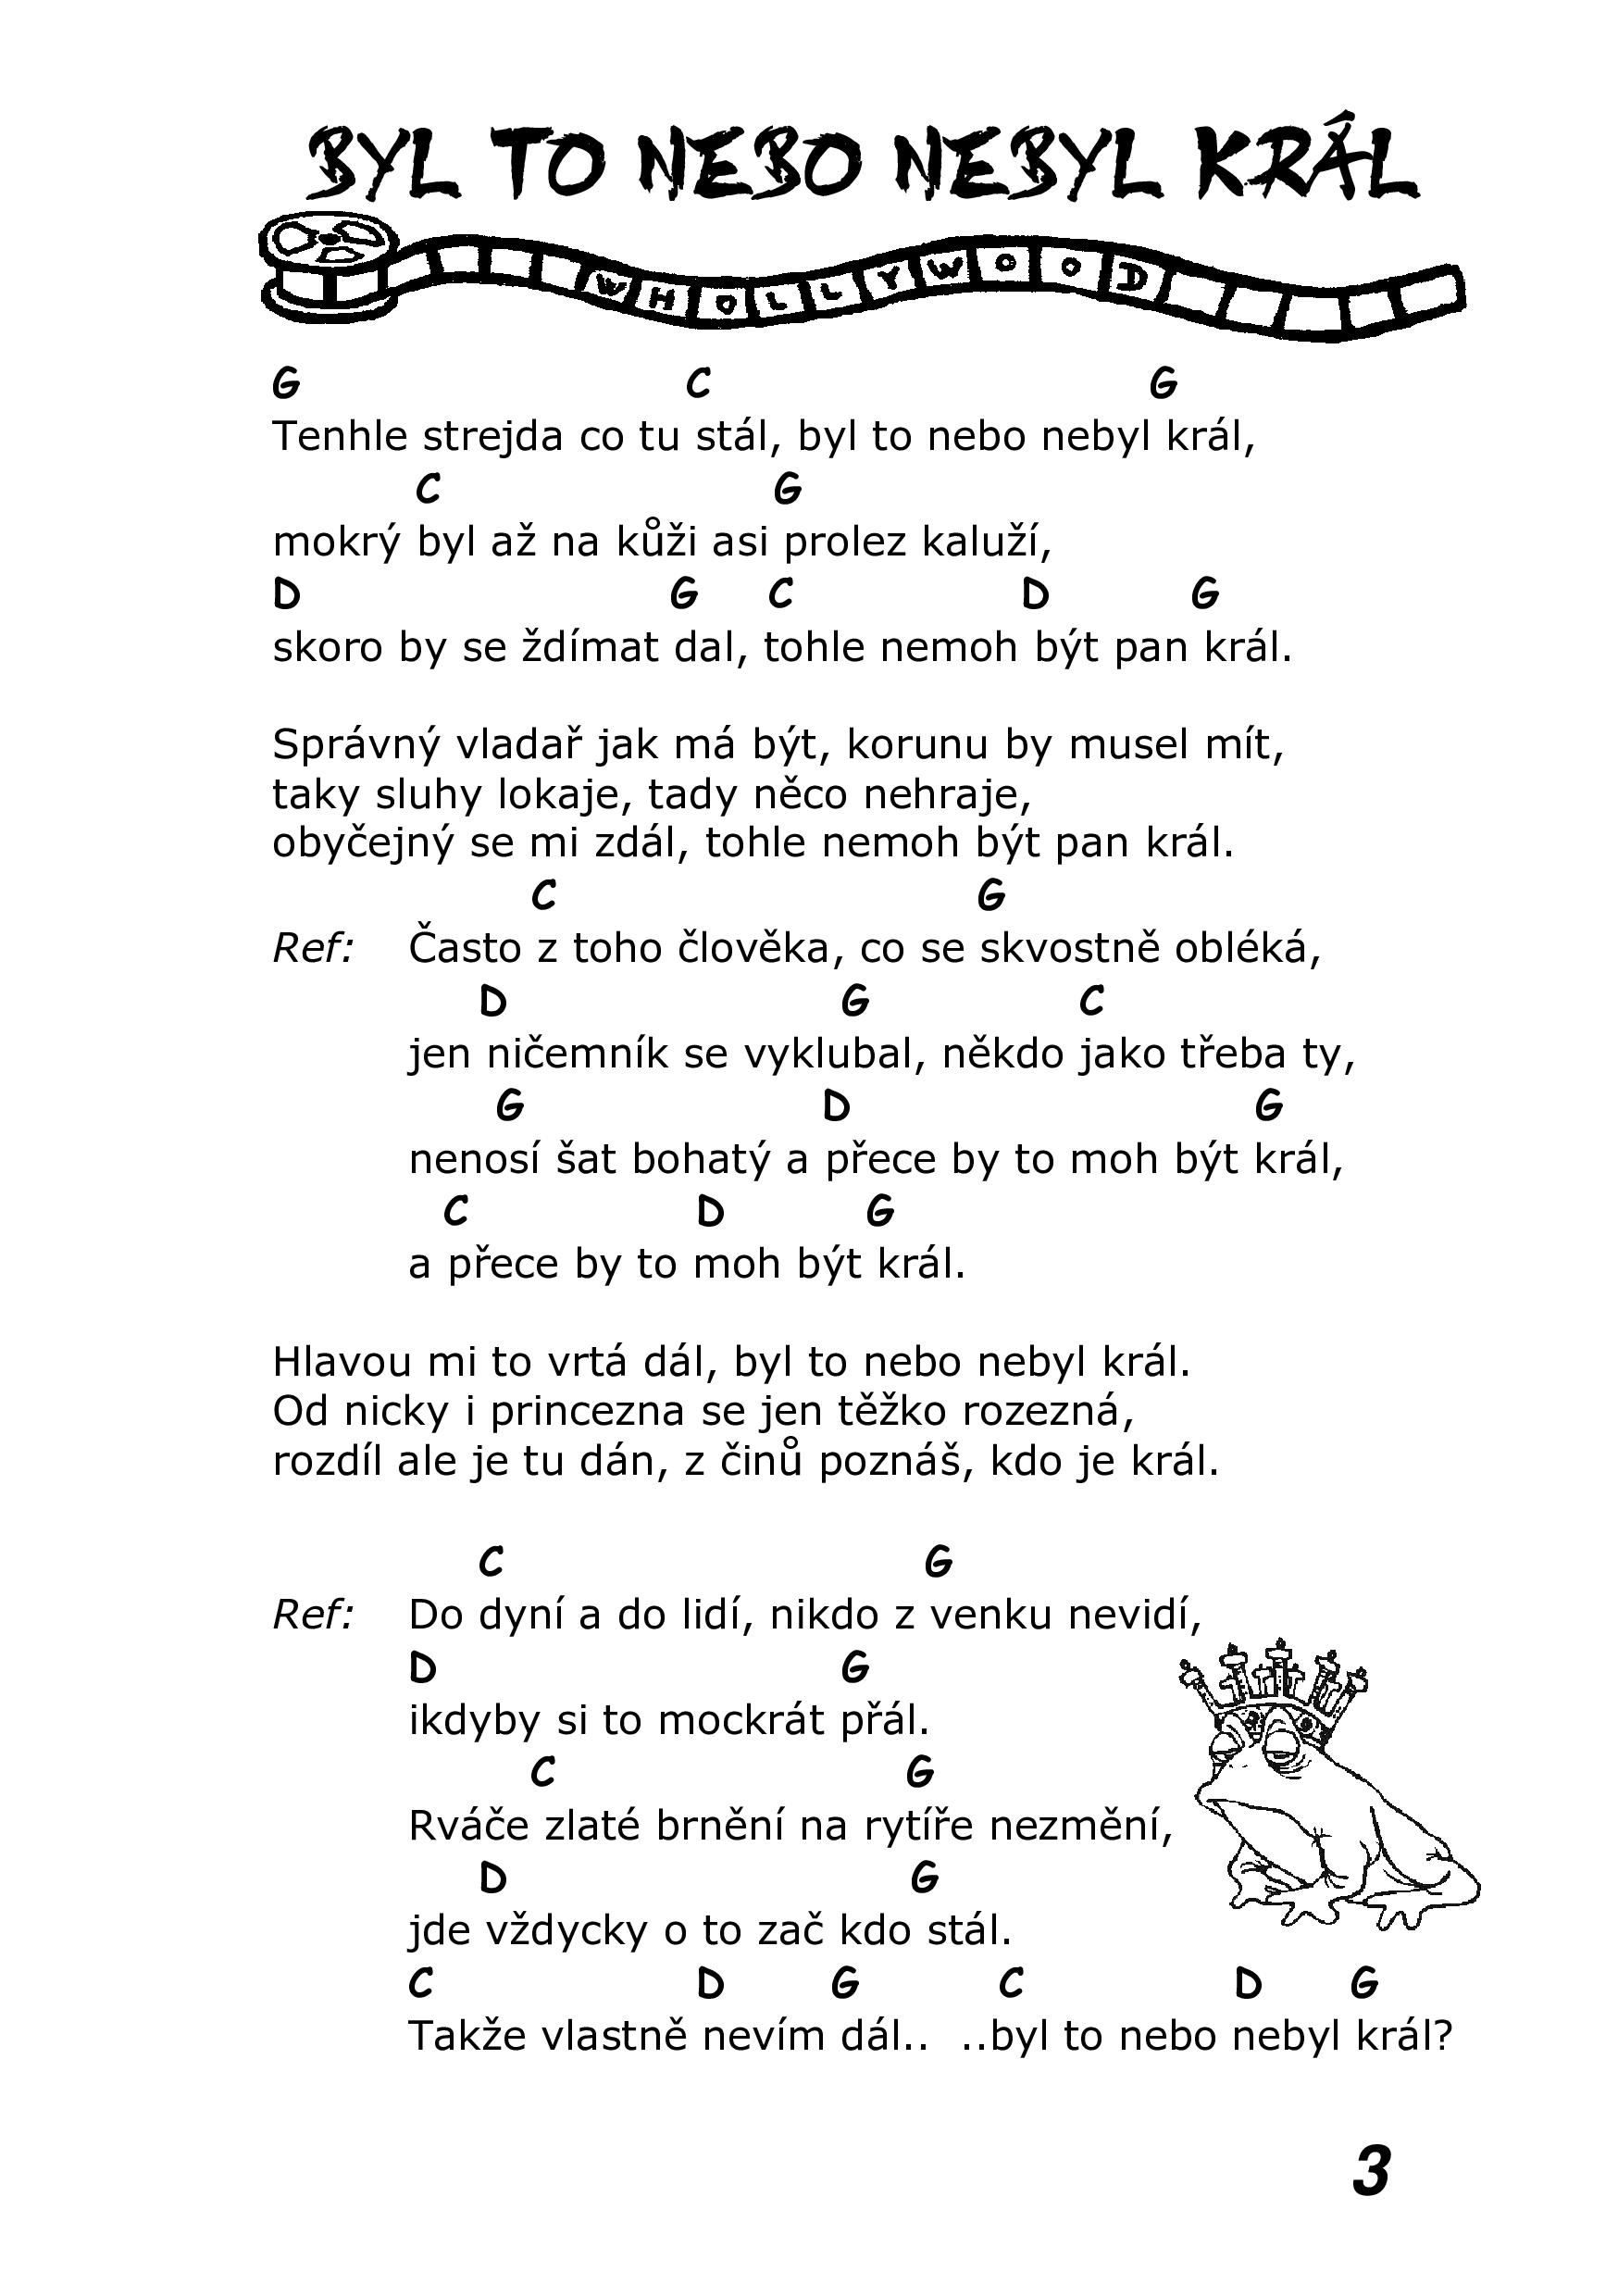 BYL TO NEBO NEBYL KRÁL
WHOLLYWOOD
G C G
Tenhle strejda co tu stál, byl to nebo nebyl král,
C G
mokrý byl až na kůži asi prolez kaluží,
D G C D G
skoro by se ždímat dal, tohle nemoh být pan král.
Správný vladař jak má být, korunu by musel mít,
taky sluhy lokaje, tady něco nehraje,
obyčejný se mi zdál, tohle nemoh být pan král.
C G
Ref: Často z toho člověka, co se skvostně obléká,
D G C
jen ničemník se vyklubal, někdo jako třeba ty,
G D G
nenosí šat bohatý a přece by to moh být král,
C D G
a přece by to moh být král.
Hlavou mi to vrtá dál, byl to nebo nebyl král.
Od nicky i princezna se jen těžko rozezná,
rozdíl ale je tu dán, z činů poznáš, kdo je král.
C G
Ref: Do dyní a do lidí, nikdo z venku nevidí,
D G
ikdyby si to mockrát přál.
C G
Rváče zlaté brnění na rytíře nezmění,
D G
jde vždycky o to zač kdo stál.
C D G C D G
Takže vlastně nevím dál.. ..byl to nebo nebyl král?
3